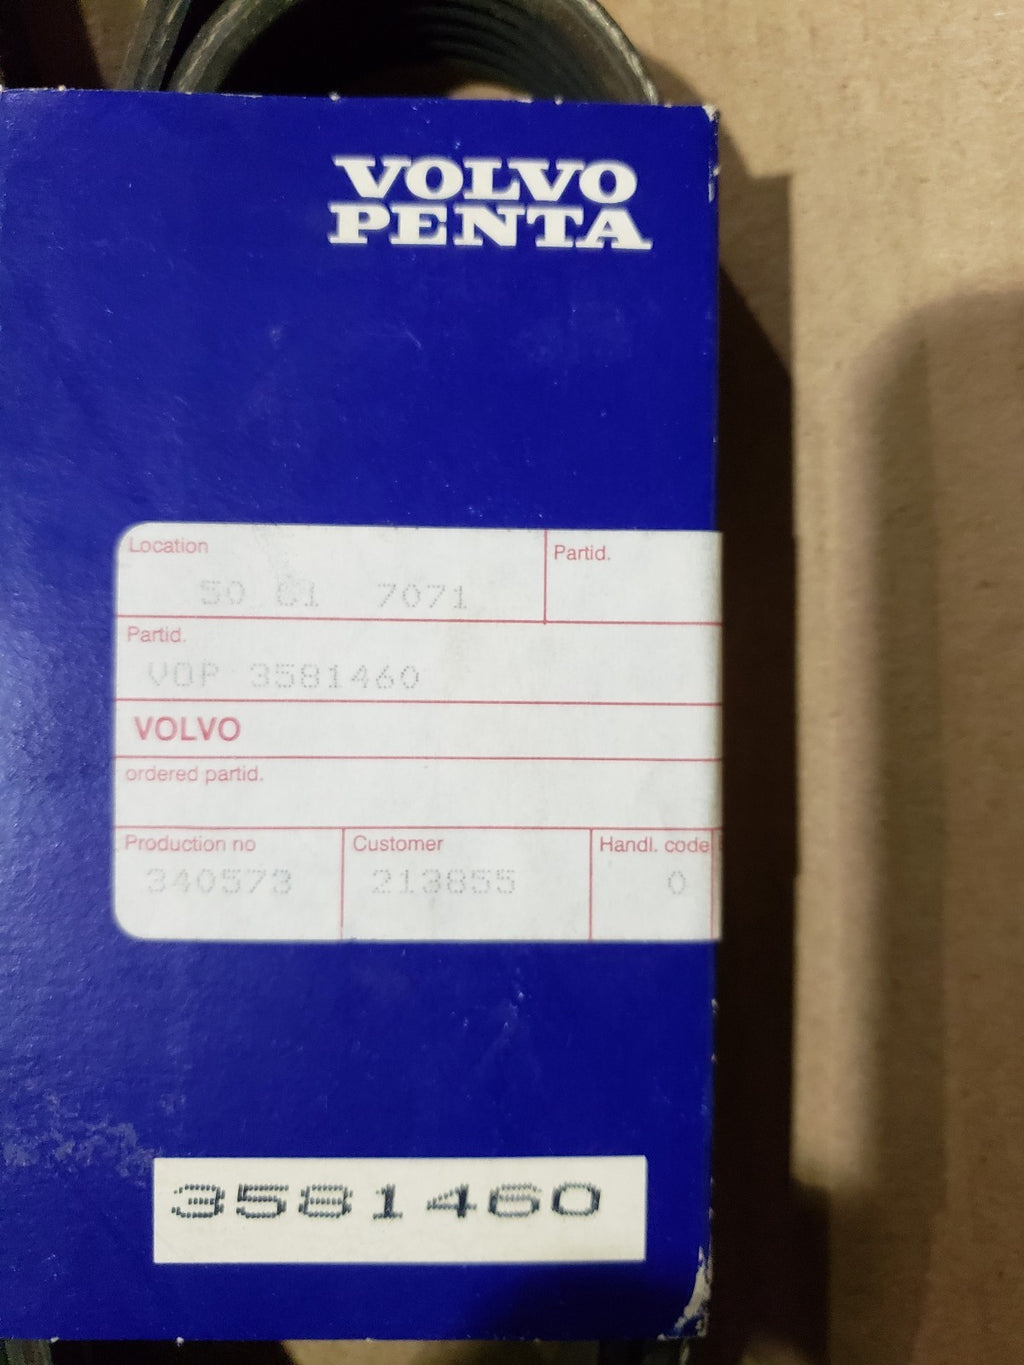 VOLVO
PENTA
Location
50 C1 7071
Partid.
Partid.
VOP 3581460
VOLVO
ordered partid.
Production no
340573
Customer
213855
Handl. code
0
3581460